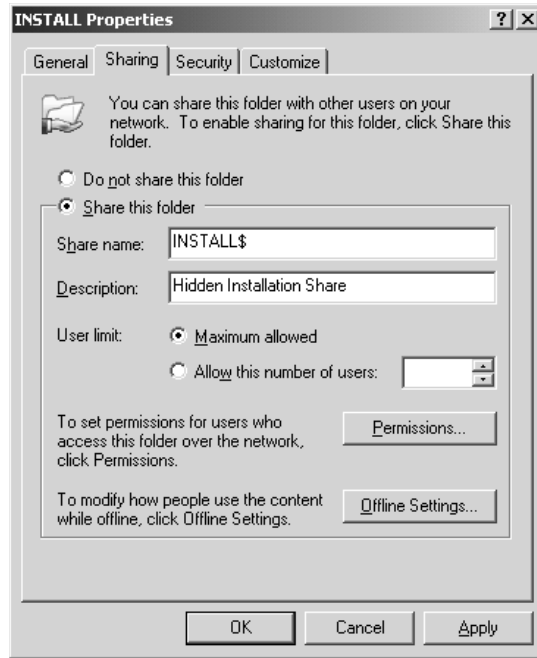 INSTALL Properties
General Sharing Security Customize
You can share this folder with other users on your
network. To enable sharing for this folder, click Share this
folder.
Do not share this folder
Share this folder
Share name: INSTALL$
Description: Hidden Installation Share
User limit: Maximum allowed
Allow this number of users:
To set permissions for users who
access this folder over the network,
click Permissions.
Permissions...
To modify how people use the content
while offline, click Offline Settings.
Offline Settings...
OK Cancel Apply